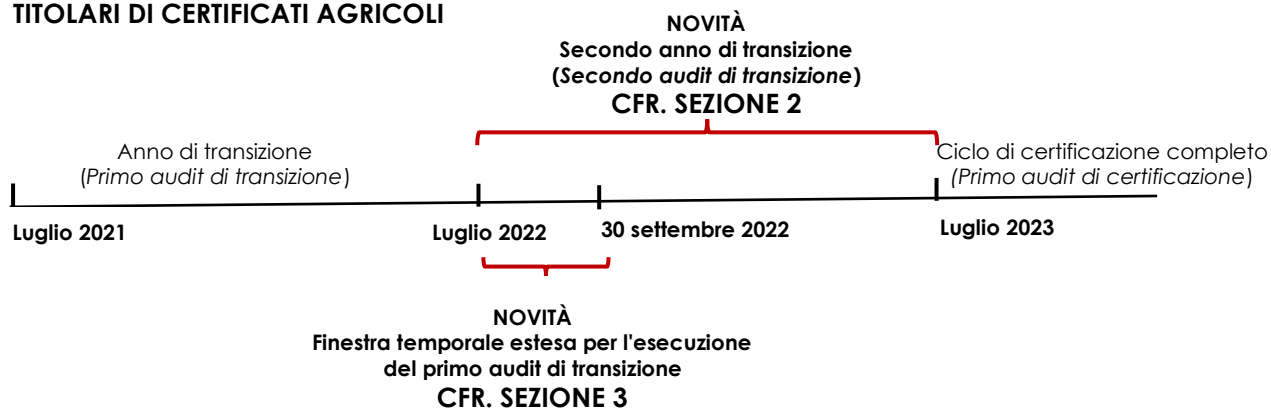 TITOLARI DI CERTIFICATI AGRICOLI
NOVITÀ
Secondo anno di transizione
(Secondo audit di transizione)
CFR. SEZIONE 2
Anno di transizione
(Primo audit di transizione)
Ciclo di certificazione completo
(Primo audit di certificazione)
Luglio 2021
Luglio 2022
30 settembre 2022
Luglio 2023
NOVITÀ
Finestra temporale estesa per l'esecuzione
del primo audit di transizione
CFR. SEZIONE 3